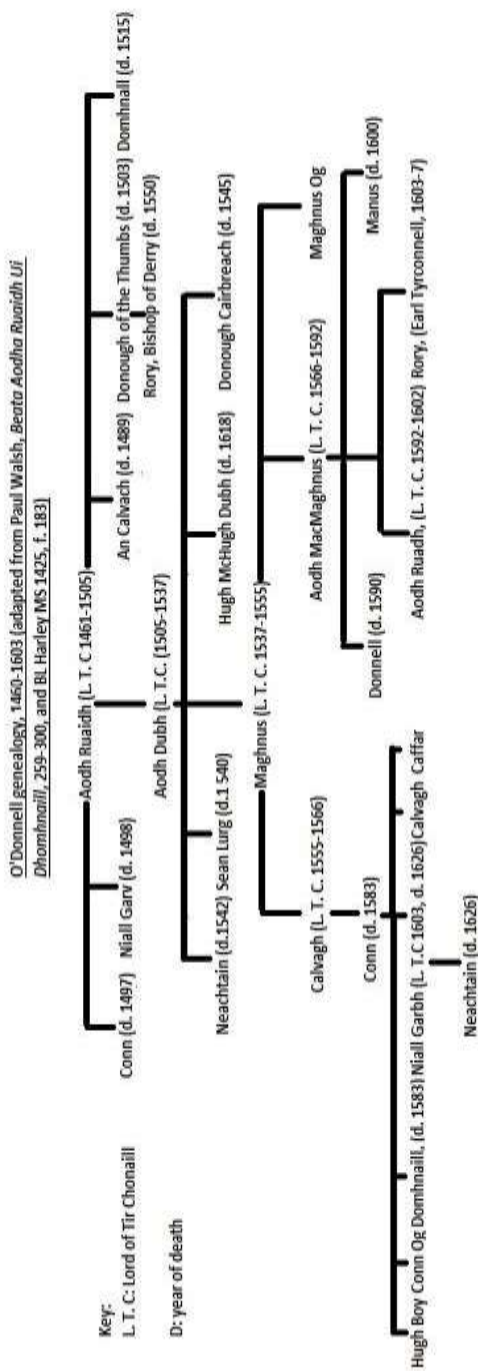 O'Donnell genealogy, 1460-1603 (adapted from Paul Walsh, Beata Aodha Ruaidh Ui
Dhomhnaill, 259-300, and BL Harley MS 1425, f. 183)
Key:
L. T. C: Lord of Tir Chonaill
D: year of death
Aodh Ruaidh (L. T. C 1461-1505)
Conn (d. 1497) Niall Garv (d. 1498) An Calvach (d. 1489) Donough of the Thumbs (d. 1503) Domhnall (d. 1515)
Rory, Bishop of Derry (d. 1550)
Aodh Dubh (L. T.C. (1505-1537)
Neachtain (d.1542) Sean Lurg (d.1 540) Hugh McHugh Dubh (d. 1618) Donough Cairbreach (d. 1545)
Maghnus (L. T. C. 1537-1555)
Calvagh (L. T.C. 1555-1566) Aodh MacMaghnus (L. T. C. 1566-1592) Maghnus Og
Conn (d. 1583) Donnell (d. 1590) Manus (d. 1600)
Hugh Boy Conn Og Domhnaill, (d. 1583) Niall Garbh (L. T.C 1603, d. 1626) Calvagh Caffar
Aodh Ruadh, (L. T. C. 1592-1602) Rory, (Earl Tyrconnell, 1603-7)
Neachtain (d. 1626)